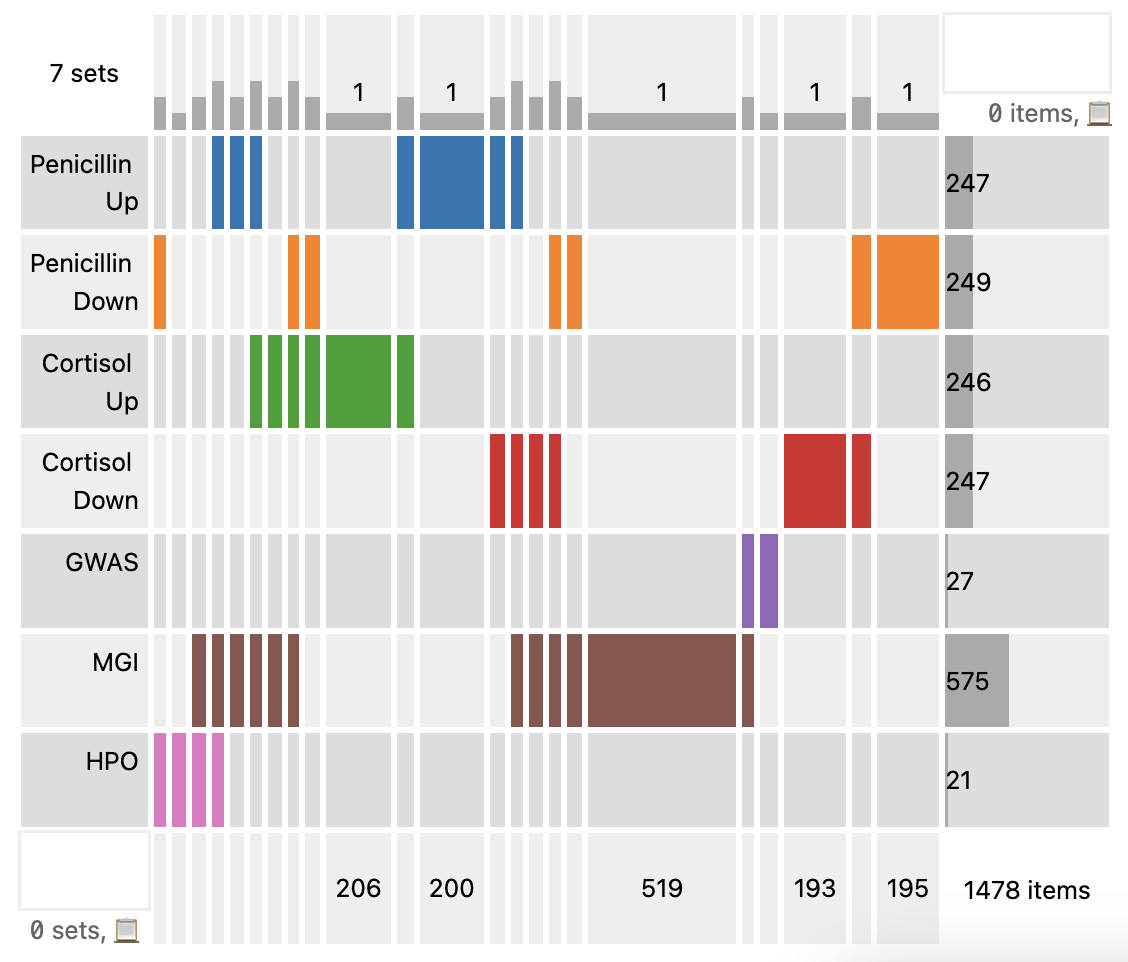 7 sets
1 1 1 1 1
0 items,
Penicillin
Up
247
Penicillin
Down
249
Cortisol
Up
246
Cortisol
Down
247
GWAS
27
MGI
575
HPO
21
206 200 519 193 195 1478 items
0 sets,